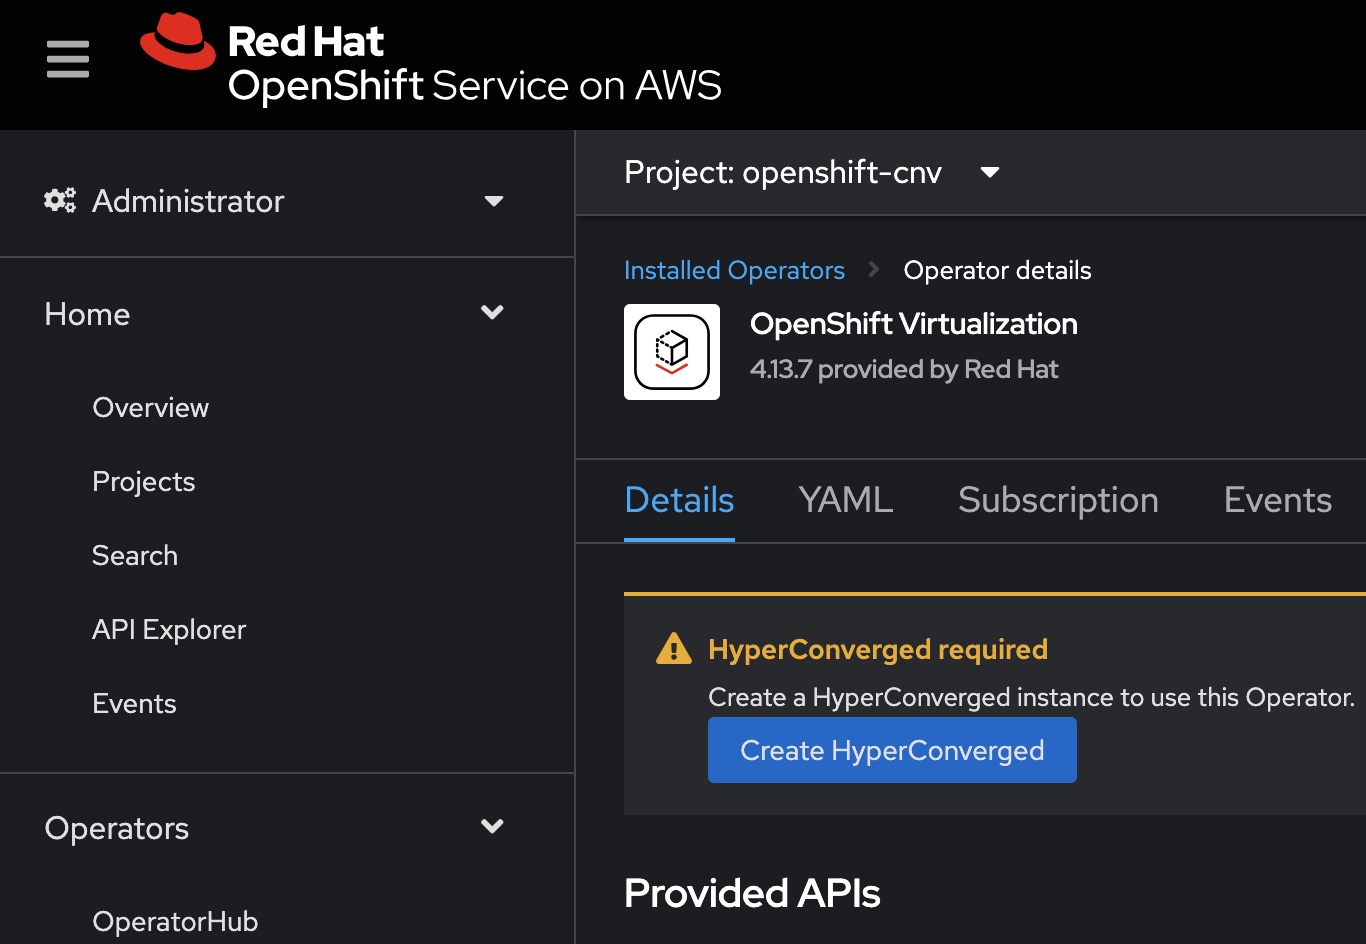 Red Hat
OpenShift Service on AWS
Administrator
Home
Overview
Projects
Search
API Explorer
Events
Operators
OperatorHub
Project: openshift-cnv
Installed Operators
Operator details
OpenShift Virtualization
4.13.7 provided by Red Hat
Details YAML Subscription Events
HyperConverged required
Create a HyperConverged instance to use this Operator.
Create HyperConverged
Provided APIs